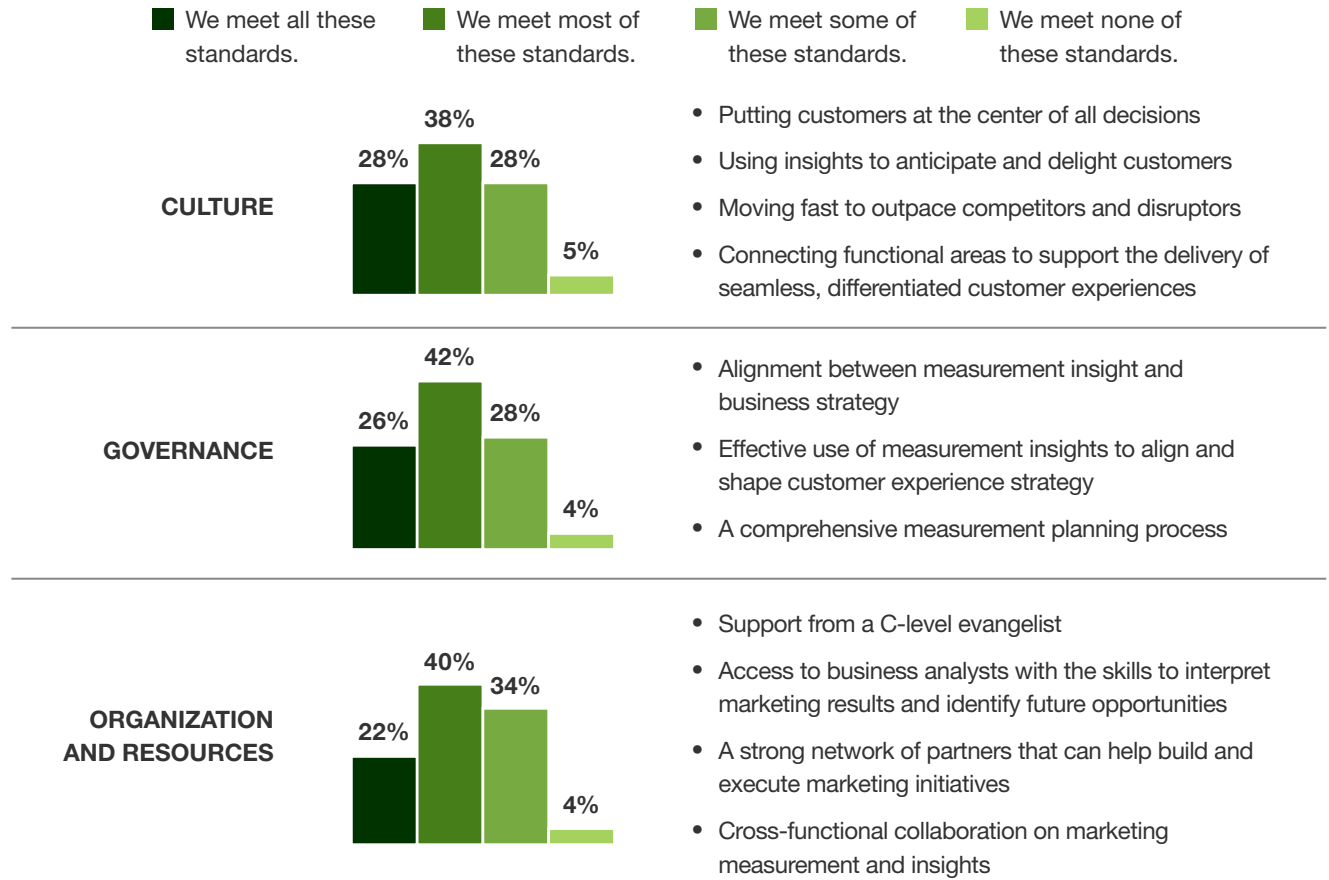 We meet all these
standards.
We meet most of
these standards.
We meet some of
these standards.
We meet none of
these standards.
CULTURE
28%
38%
28%
5%
• Putting customers at the center of all decisions
• Using insights to anticipate and delight customers
• Moving fast to outpace competitors and disruptors
• Connecting functional areas to support the delivery of
seamless, differentiated customer experiences
GOVERNANCE
26%
42%
28%
4%
• Alignment between measurement insight and
business strategy
• Effective use of measurement insights to align and
shape customer experience strategy
• A comprehensive measurement planning process
ORGANIZATION
AND RESOURCES
22%
40%
34%
4%
• Support from a C-level evangelist
• Access to business analysts with the skills to interpret
marketing results and identify future opportunities
• A strong network of partners that can help build and
execute marketing initiatives
• Cross-functional collaboration on marketing
measurement and insights